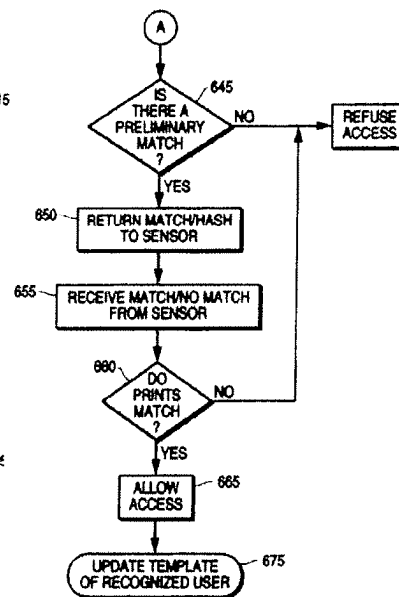 A
645
IS
THERE A
PRELIMINARY
MATCH
?
NO
REFUSE
ACCESS
YES
650
RETURN MATCH/HASH
TO SENSOR
655
RECEIVE MATCH/NO MATCH
FROM SENSOR
660
DO
PRINTS
MATCH
?
NO
YES
ALLOW
ACCESS
665
UPDATE TEMPLATE
OF RECOGNIZED USER
675